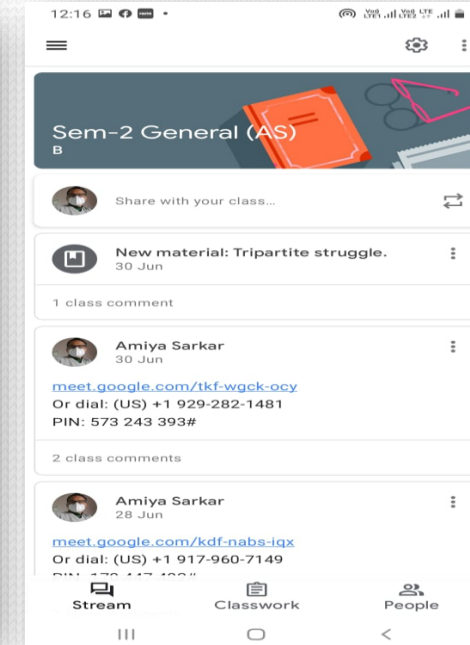 12:16
Sem-2 General (AS)
B
Share with your class...
New material: Tripartite struggle.
30 Jun
1 class comment
Amiya Sarkar
30 Jun
meet.google.com/tkf-wgck-ocy
Or dial: (US) +1 929-282-1481
PIN: 573 243 393#
2 class comments
Amiya Sarkar
28 Jun
meet.google.com/kdf-nabs-iqx
Or dial: (US) +1 917-960-7149
Stream Classwork People